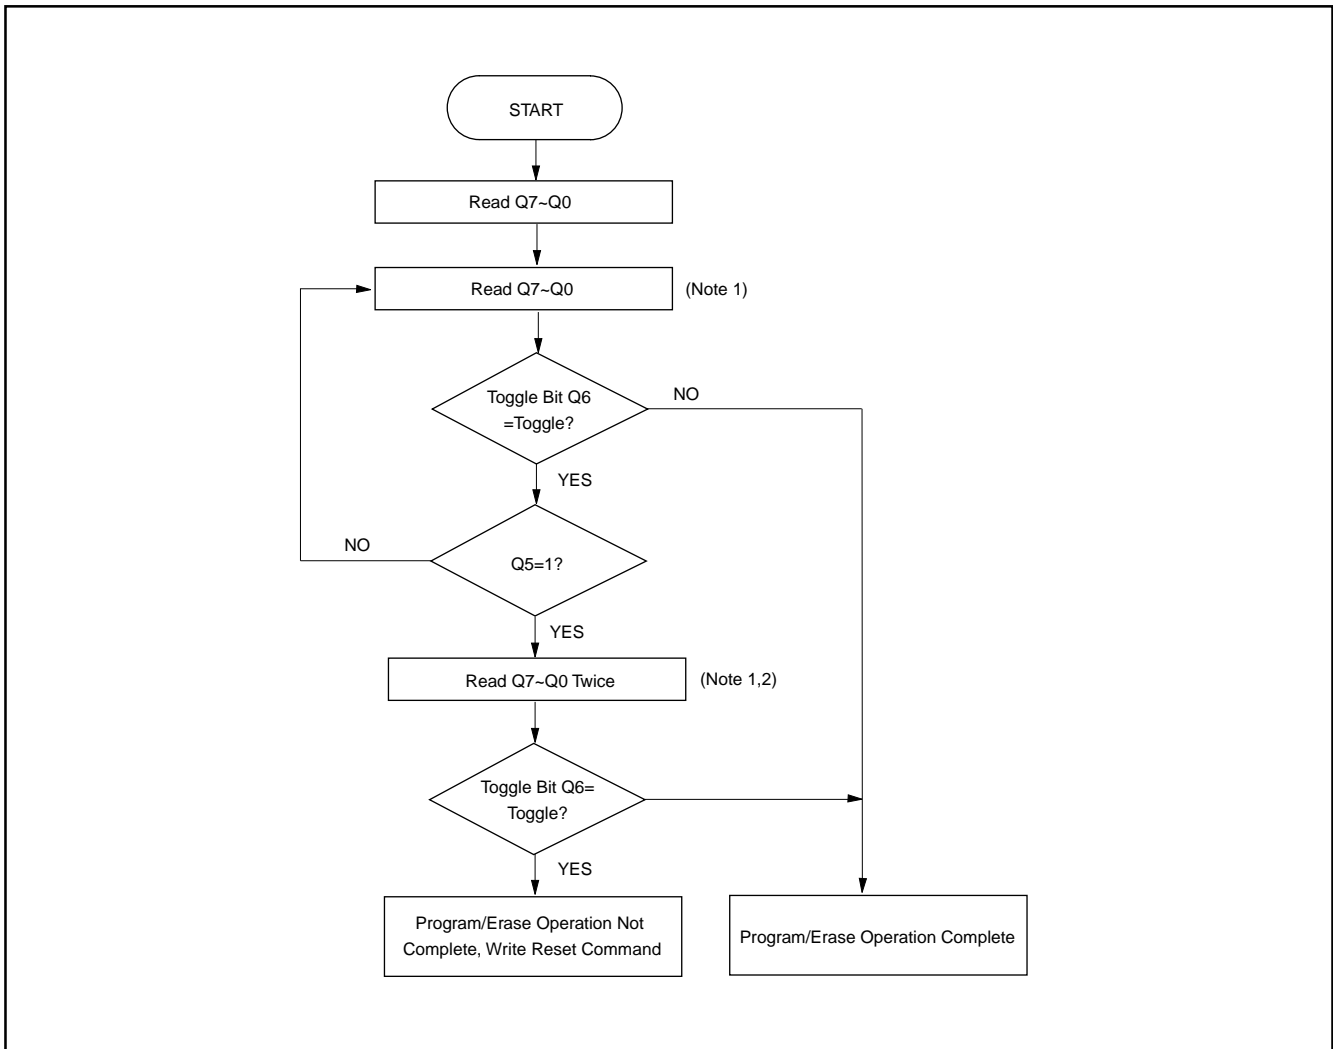 START
Read Q7~Q0
Read Q7~Q0
(Note 1)
Toggle Bit Q6
=Toggle?
NO
YES
NO
Q5=1?
YES
Read Q7~Q0 Twice
(Note 1,2)
Toggle Bit Q6=
Toggle?
YES
Program/Erase Operation Not
Complete, Write Reset Command
Program/Erase Operation Complete